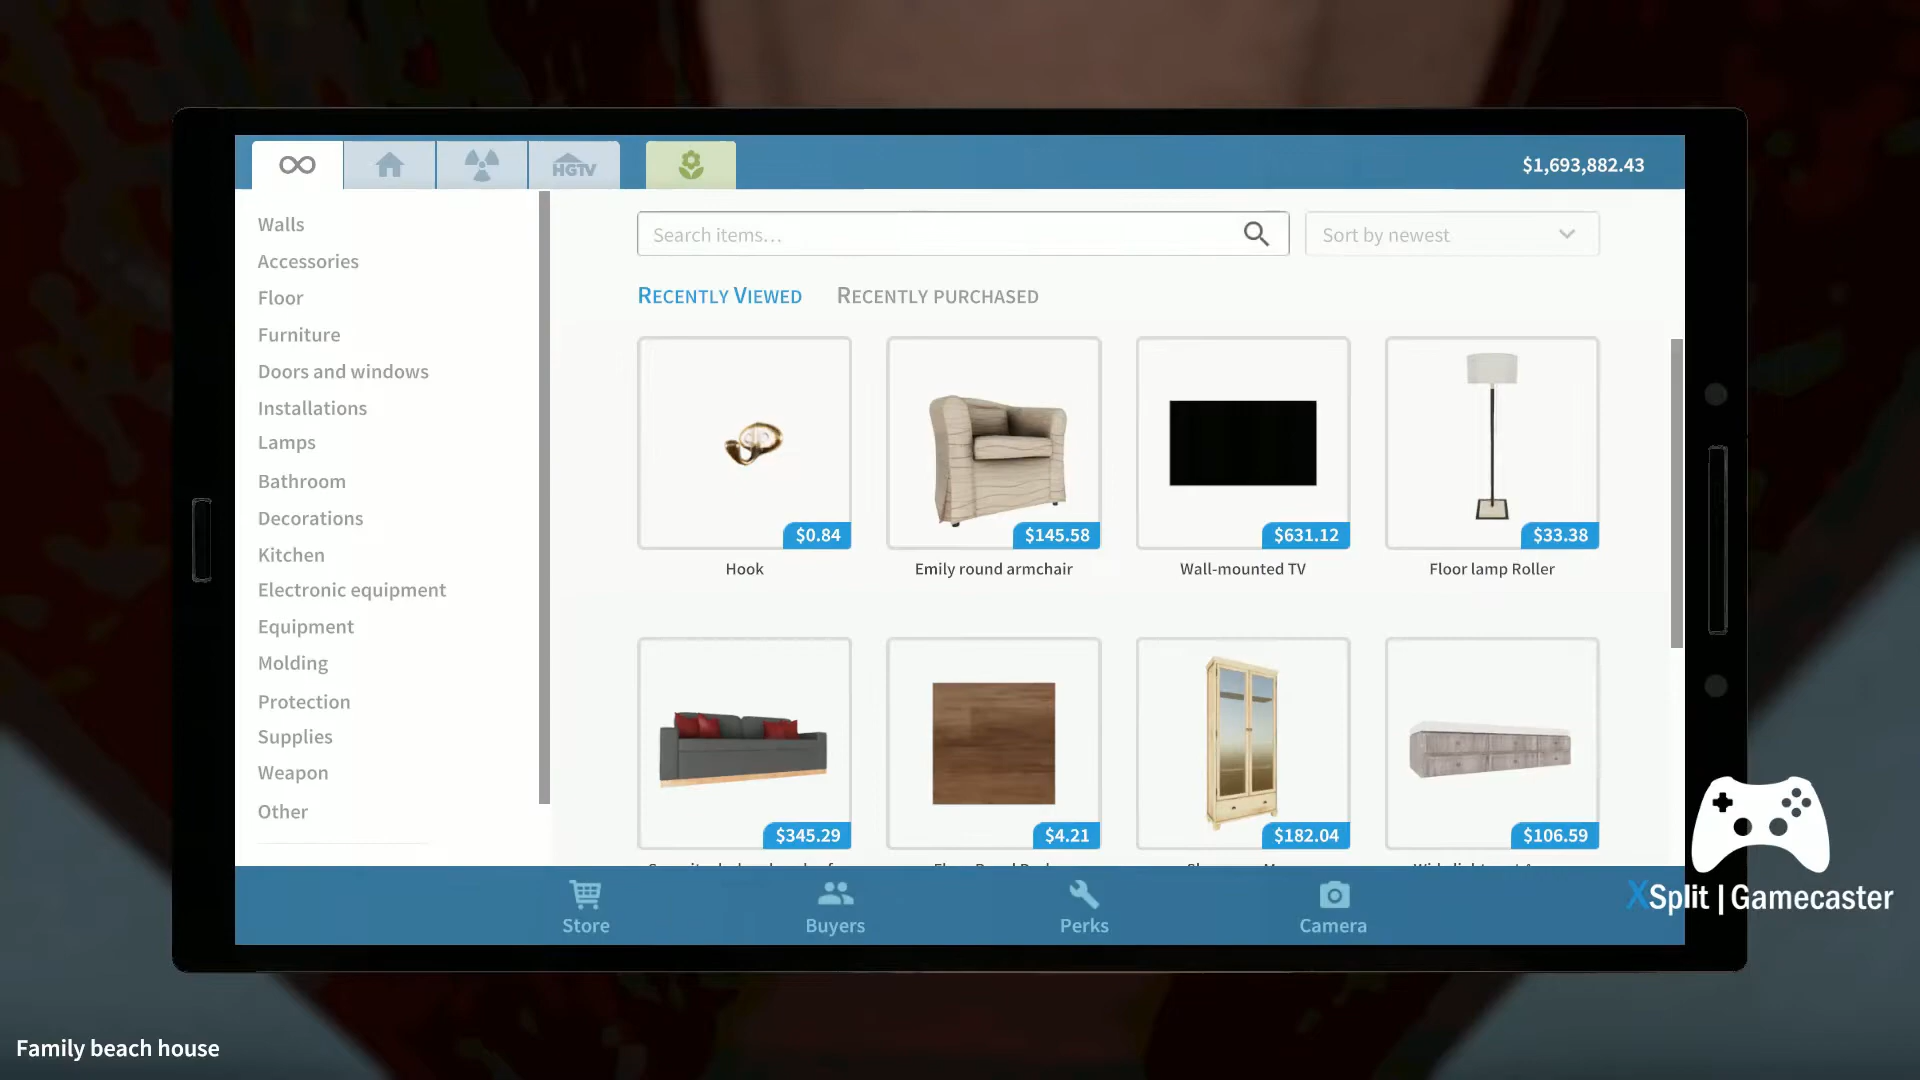 HGTV
$1,693,882.43
Search items...
Sort by newest
RECENTLY VIEWED
RECENTLY PURCHASED
Walls
Accessories
Floor
Furniture
Doors and windows
Installations
Lamps
Bathroom
Decorations
Kitchen
Electronic equipment
Equipment
Molding
Protection
Supplies
Weapon
Other
$0.84
$145.58
$631.12
$33.38
Hook
Emily round armchair
Wall-mounted TV
Floor lamp Roller
$345.29
$4.21
$182.04
$106.59
Store
Buyers
Perks
Camera
XSplit | Gamecaster
Family beach house